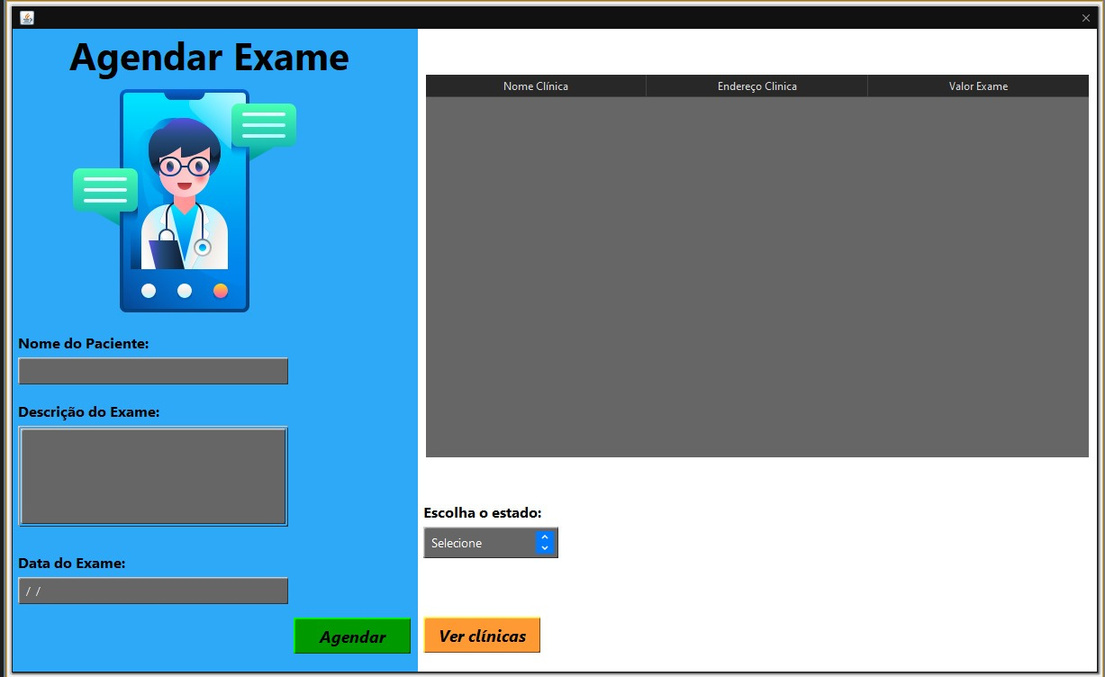 Agendar Exame
Nome do Paciente:
Descrição do Exame:
Data do Exame:
/ /
Agendar
Nome Clínica Endereço Clinica Valor Exame
Escolha o estado:
Selecione
Ver clínicas